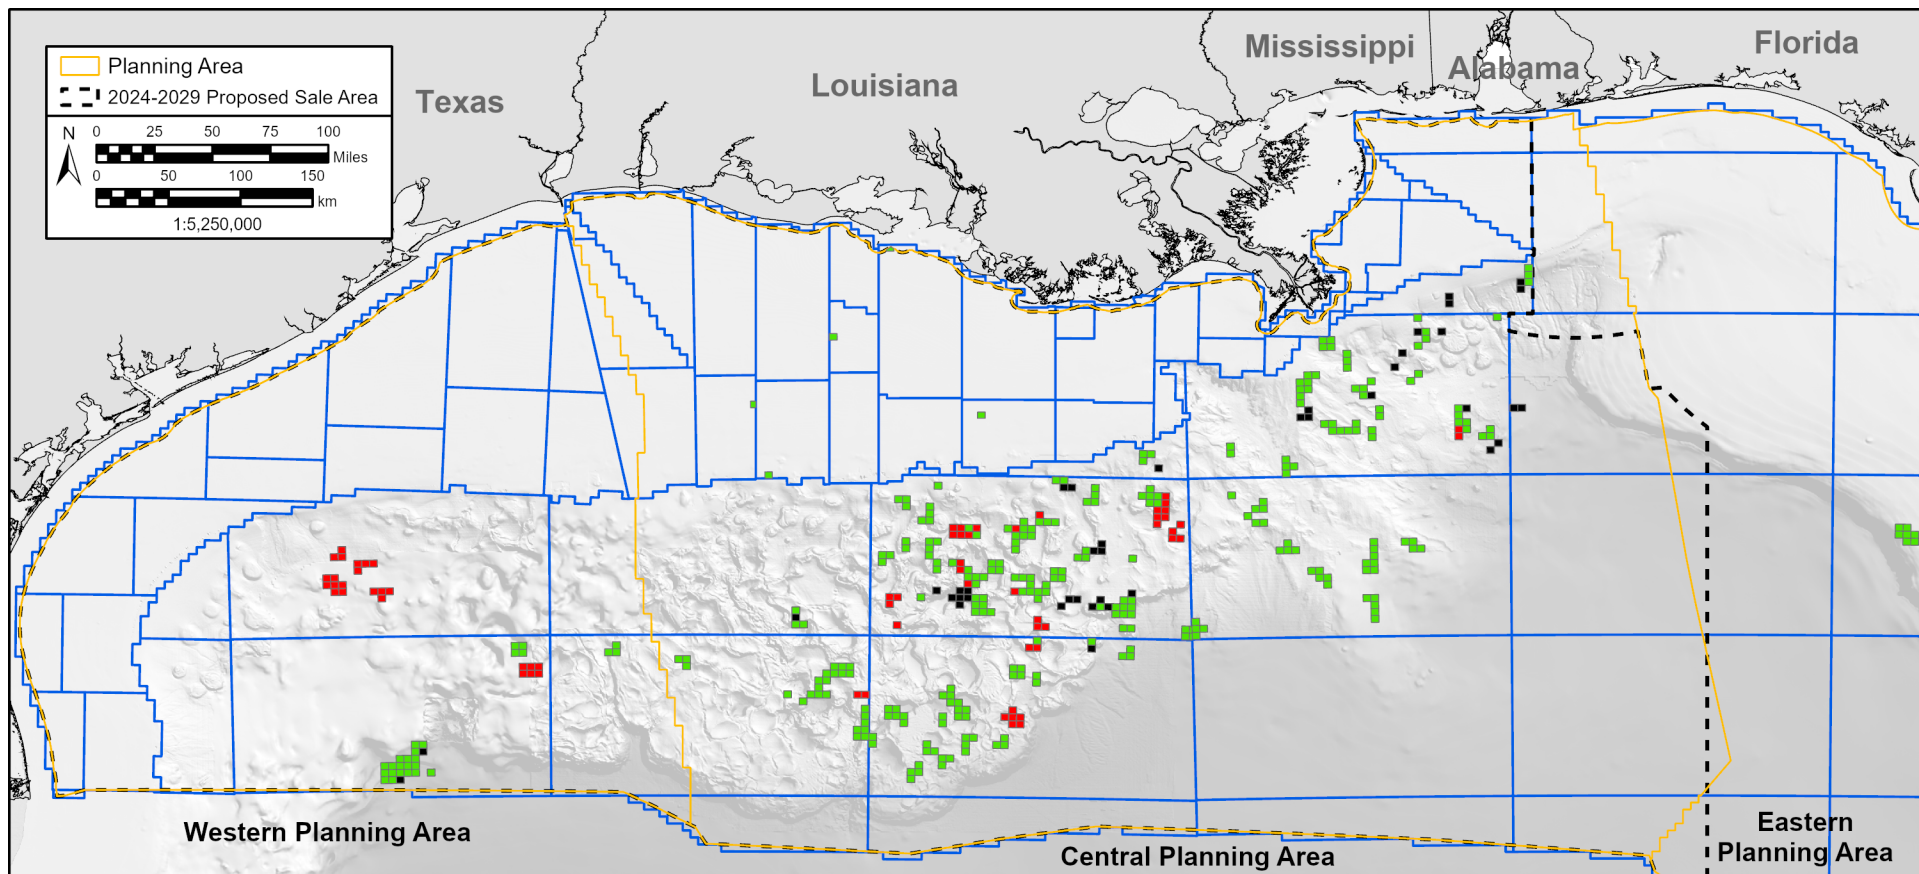 Mississippi
Florida
Alabama
Louisiana
Texas
Planning Area
2024-2029 Proposed Sale Area
N
0 25 50 75 100
Miles
0 50 100 150
km
1:5,250,000
Western Planning Area
Central Planning Area
Eastern
Planning Area